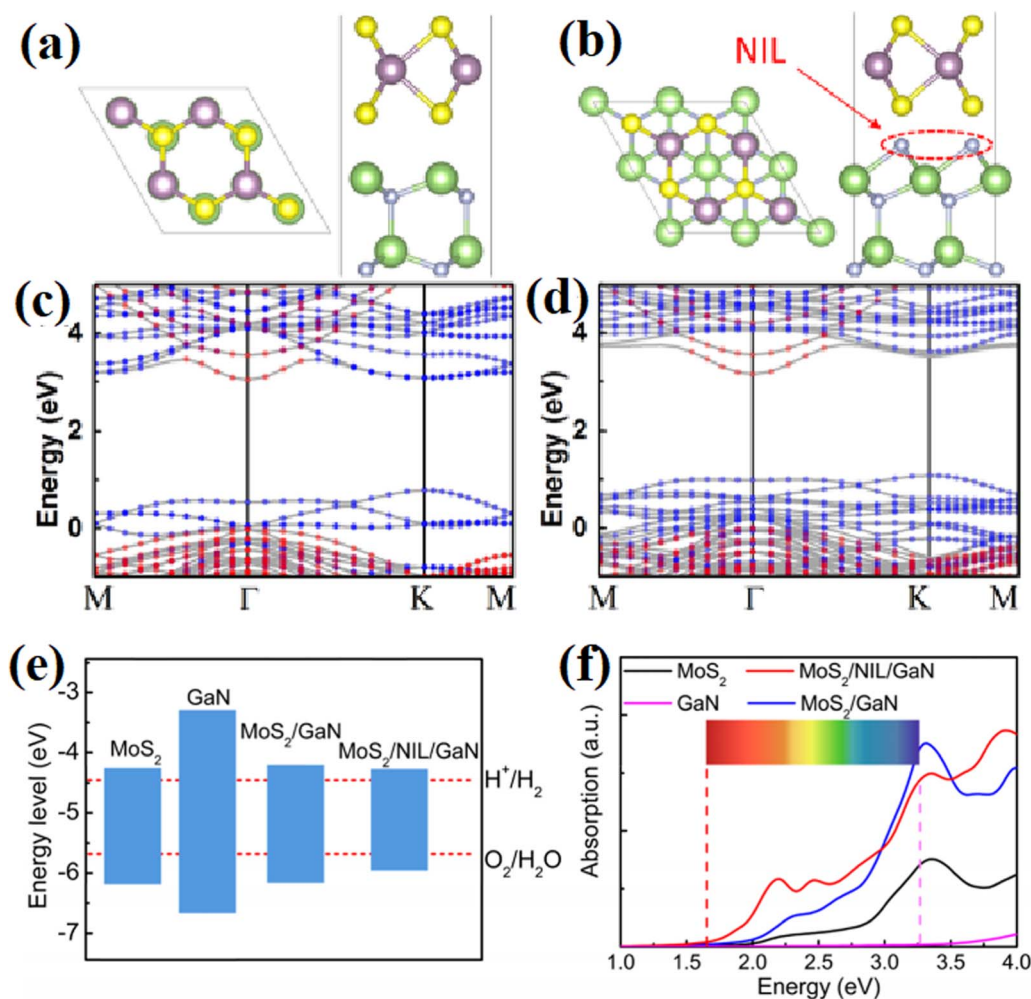 (a)
(b)
NIL
(c)
Energy (eV)
4
2
0
M Γ K M
(d)
Energy (eV)
4
2
0
M Γ K M
(e)
Energy level (eV)
-3
-4
-5
-6
-7
MoS2
GaN
MoS2/GaN
MoS2/NIL/GaN
H+/H2
O2/H2O
(f)
MoS2 MoS2/NIL/GaN
GaN MoS2/GaN
Absorption (a.u.)
1.0 1.5 2.0 2.5 3.0 3.5 4.0
Energy (eV)